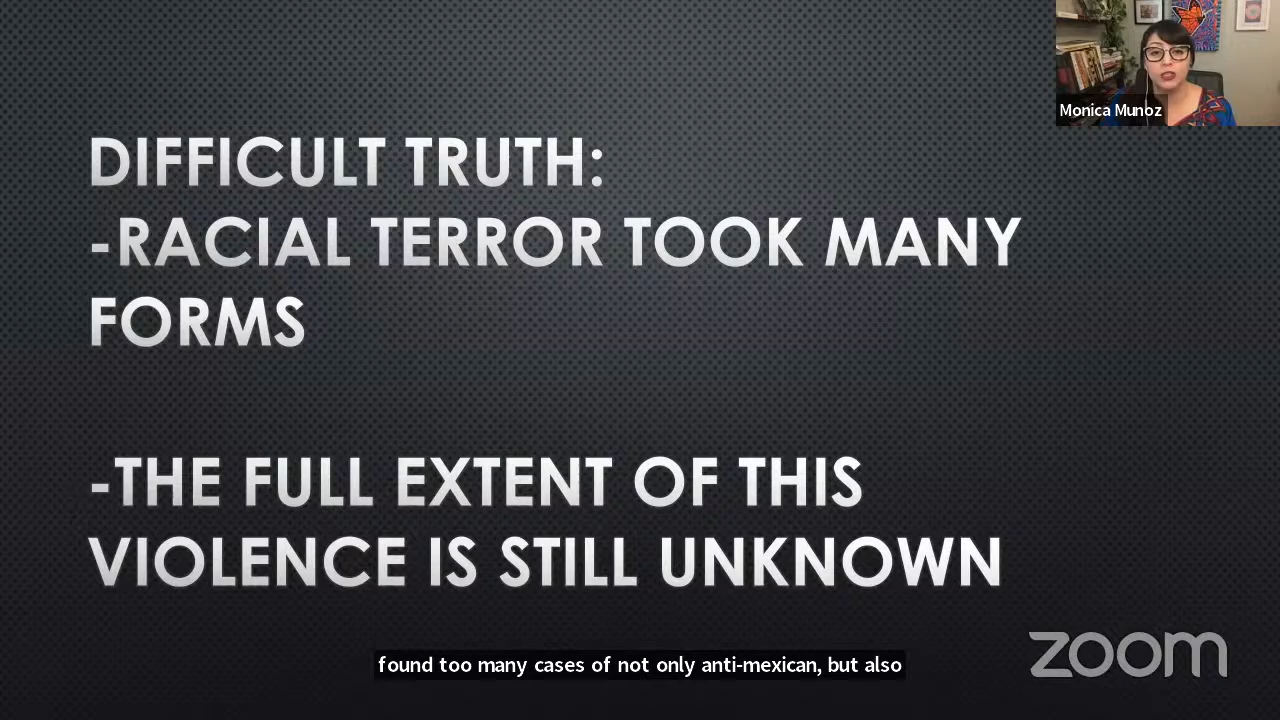 Monica Munoz
DIFFICULT TRUTH:
-RACIAL TERROR TOOK MANY
FORMS
-THE FULL EXTENT OF THIS
VIOLENCE IS STILL UNKNOWN
zoom
found too many cases of not only anti-mexican, but also